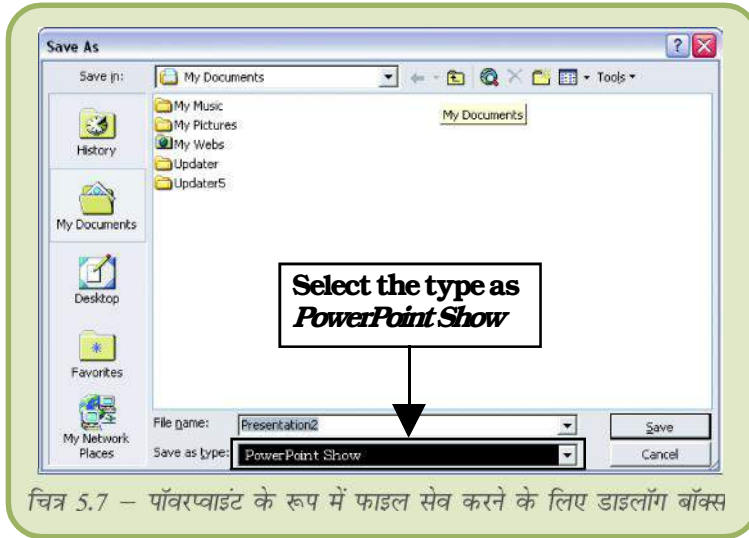 Save As
Save in: My Documents Tools
My Music
My Pictures
My Webs
Updater
Updater5
My Documents
History
My Documents
Desktop
Favorites
My Network
Places
Select the type as
PowerPoint Show
File name: Presentation2 Save
Save as type: PowerPoint Show Cancel
चित्र 5.7 – पॉवरप्वाइंट के रूप में फाइल सेव करने के लिए डाइलॉग बॉक्स